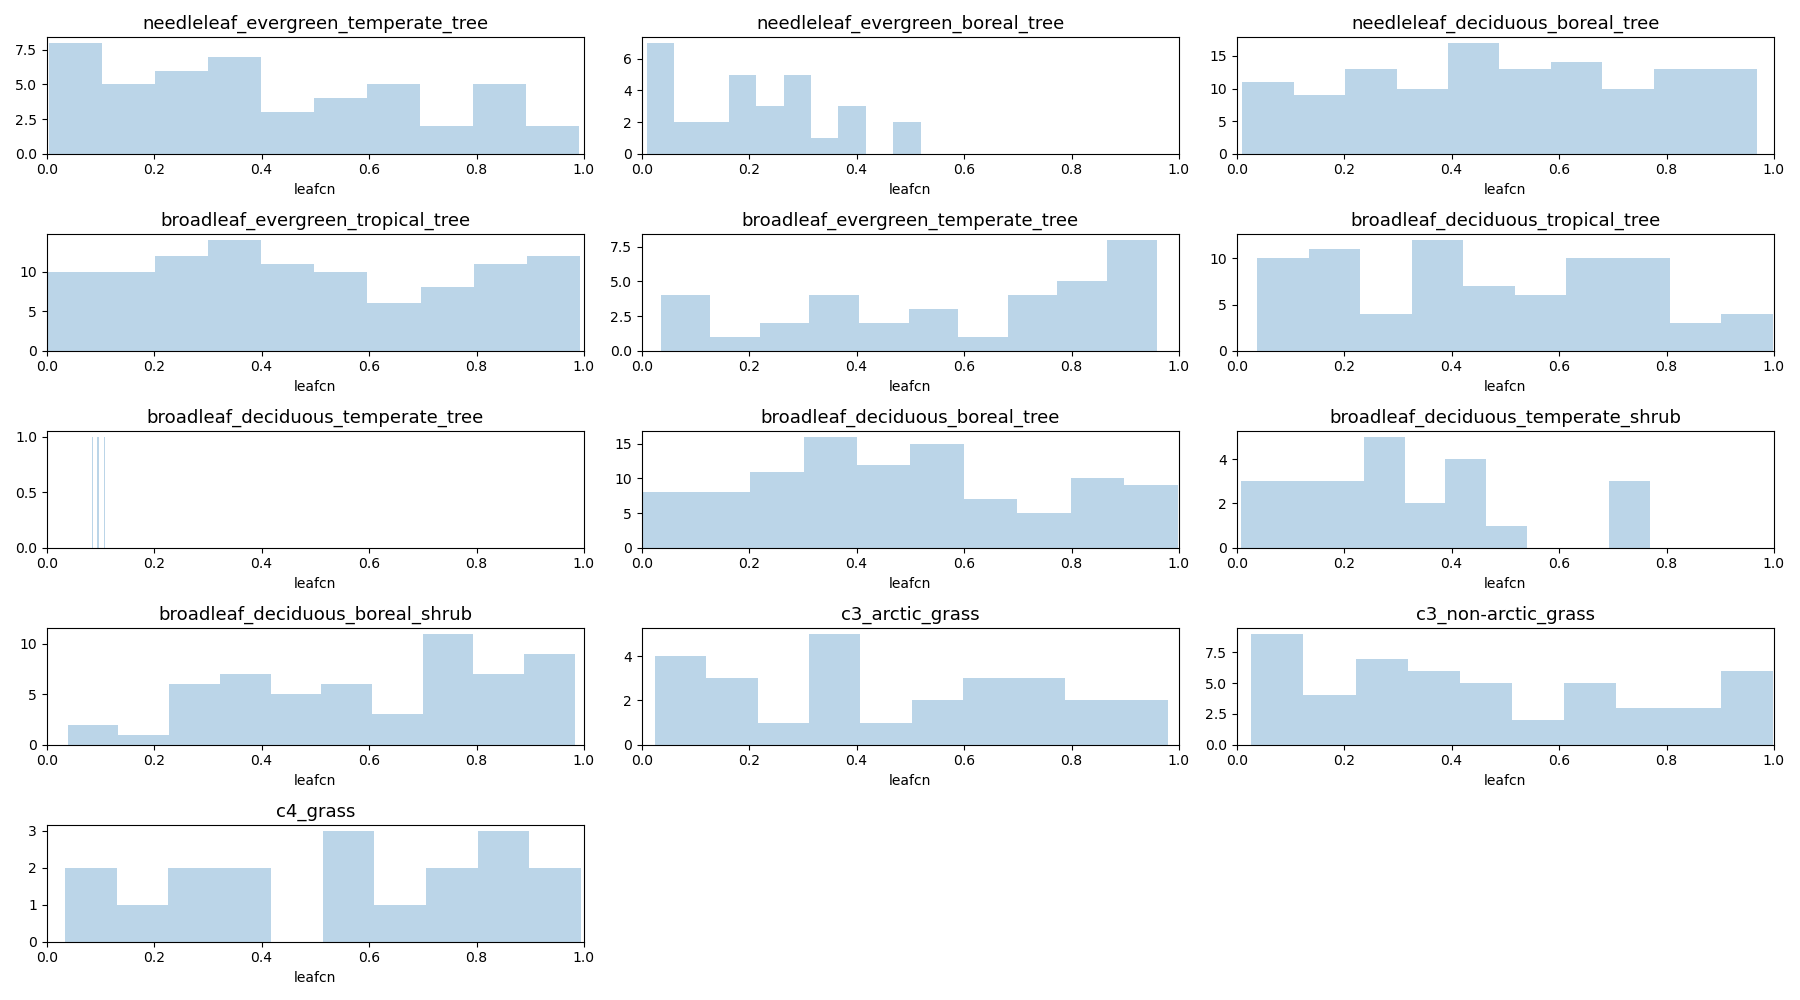 needleleaf_evergreen_temperate_tree
7.5
5.0
2.5
0.0
0.0 0.2 0.4 0.6 0.8 1.0
leafcn
needleleaf_evergreen_boreal_tree
6
4
2
0
0.0 0.2 0.4 0.6 0.8 1.0
leafcn
needleleaf_deciduous_boreal_tree
15
10
5
0
0.0 0.2 0.4 0.6 0.8 1.0
leafcn
broadleaf_evergreen_tropical_tree
10
5
0
0.0 0.2 0.4 0.6 0.8 1.0
leafcn
broadleaf_evergreen_temperate_tree
7.5
5.0
2.5
0.0
0.0 0.2 0.4 0.6 0.8 1.0
leafcn
broadleaf_deciduous_tropical_tree
10
5
0
0.0 0.2 0.4 0.6 0.8 1.0
leafcn
broadleaf_deciduous_temperate_tree
1.0
0.5
0.0
0.0 0.2 0.4 0.6 0.8 1.0
leafcn
broadleaf_deciduous_boreal_tree
15
10
5
0
0.0 0.2 0.4 0.6 0.8 1.0
leafcn
broadleaf_deciduous_temperate_shrub
4
2
0
0.0 0.2 0.4 0.6 0.8 1.0
leafcn
broadleaf_deciduous_boreal_shrub
10
5
0
0.0 0.2 0.4 0.6 0.8 1.0
leafcn
c3_arctic_grass
4
2
0
0.0 0.2 0.4 0.6 0.8 1.0
leafcn
c3_non-arctic_grass
7.5
5.0
2.5
0.0
0.0 0.2 0.4 0.6 0.8 1.0
leafcn
c4_grass
3
2
1
0
0.0 0.2 0.4 0.6 0.8 1.0
leafcn